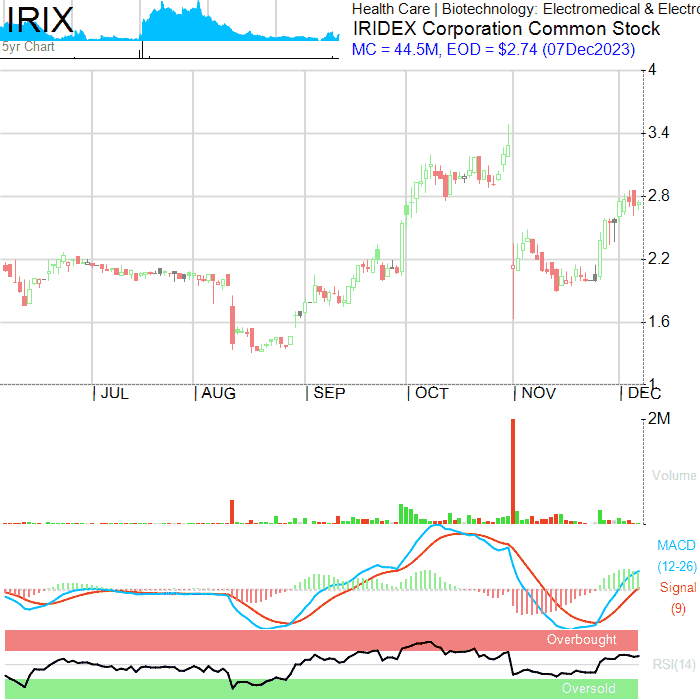 IRIX
5yr Chart
Health Care | Biotechnology: Electromedical & Electro
IRIDEX Corporation Common Stock
MC = 44.5M, EOD = $2.74 (07Dec2023)
4
3.4
2.8
2.2
1.6
1
JUL AUG SEP OCT NOV DEC
2M
Volume
MACD
(12-26)
Signal
(9)
Overbought
RSI(14)
Oversold